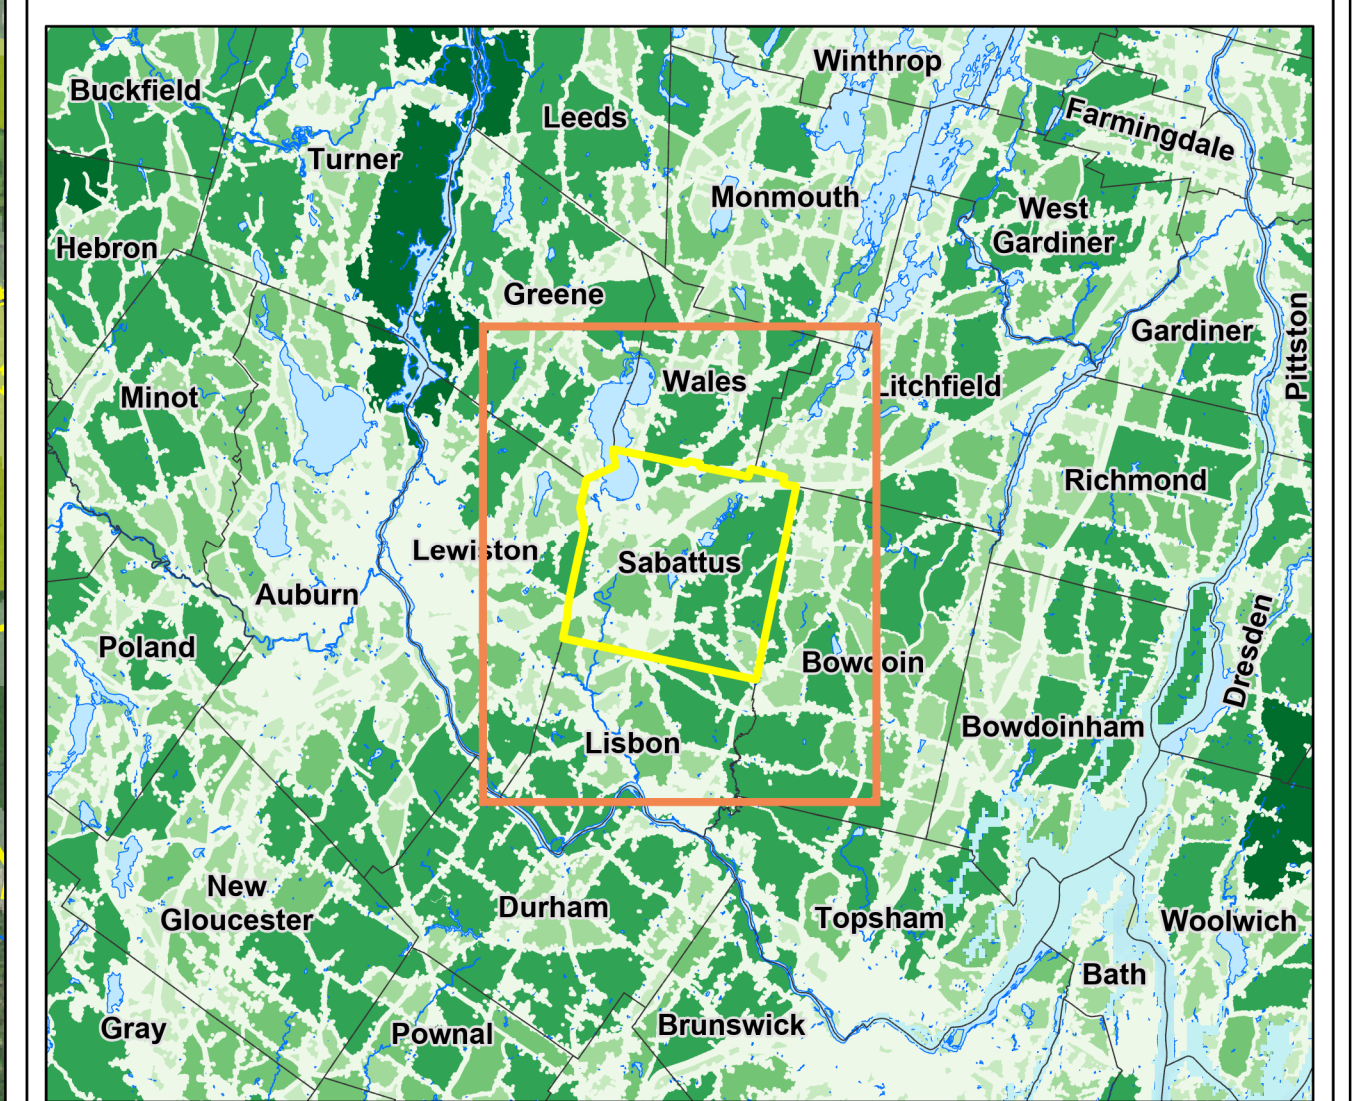 Winthrop
Buckfield
Leeds
Farmingdale
Turner
Monmouth
West
Gardiner
Hebron
Greene
Gardiner
Pittston
Wales
Litchfield
Minot
Richmond
Lewiston
Sabattus
Auburn
Dresden
Poland
Bowdoin
Bowdoinham
Lisbon
New
Gloucester
Durham
Topsham
Woolwich
Bath
Gray
Pownal
Brunswick